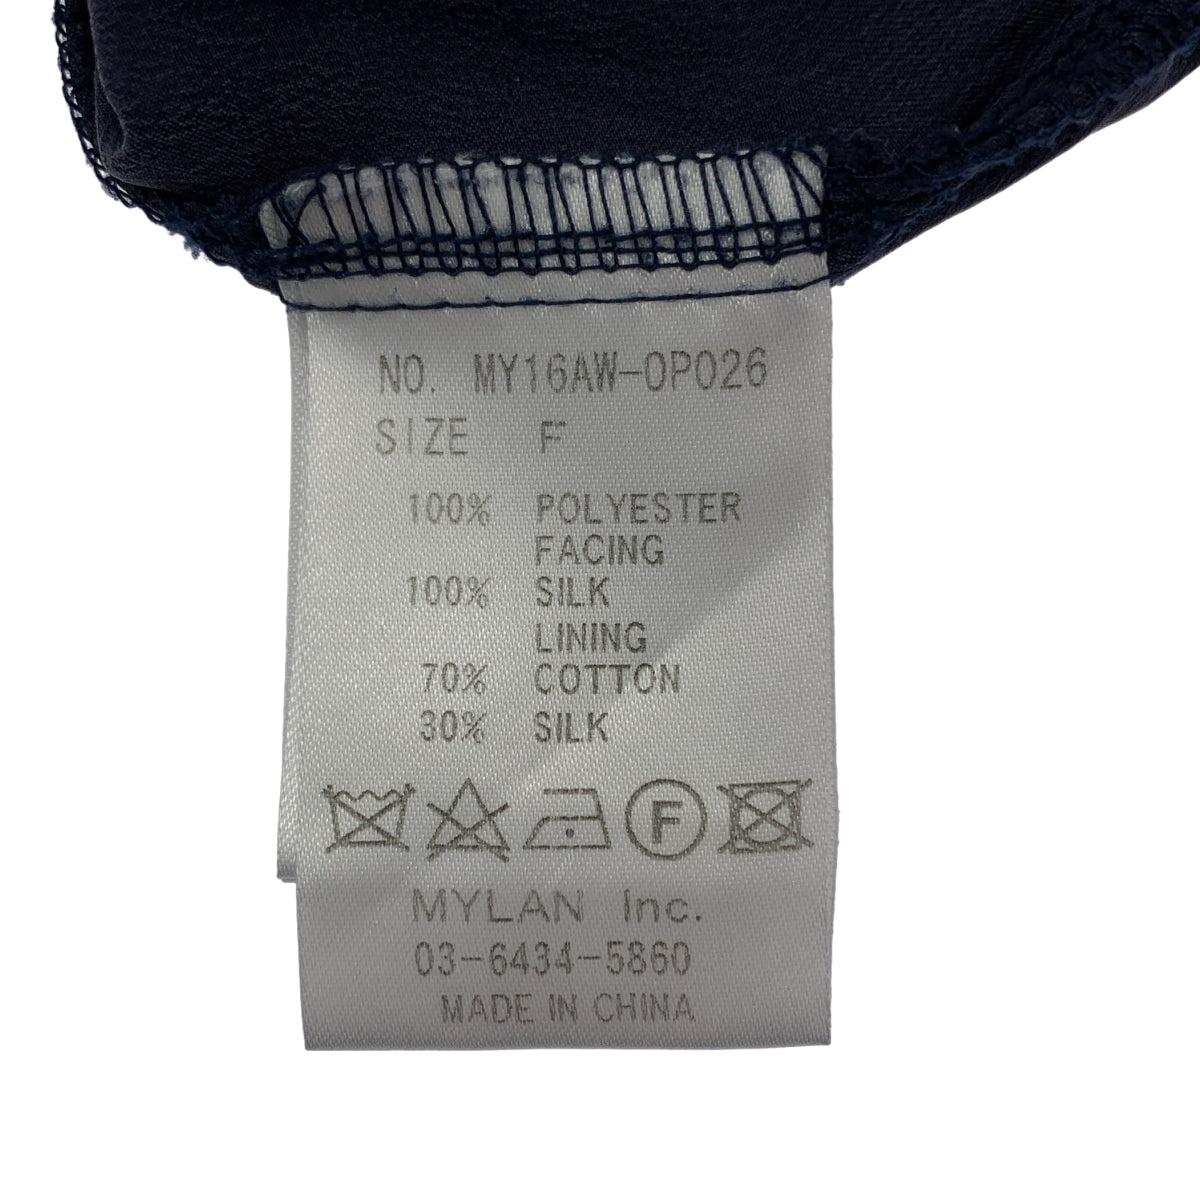 NO. MY16AW-OP026
SIZE F
100% POLYESTER
FACING
100% SILK
LINING
70% COTTON
30% SILK
F
MYLAN Inc.
03-6434-5860
MADE IN CHINA